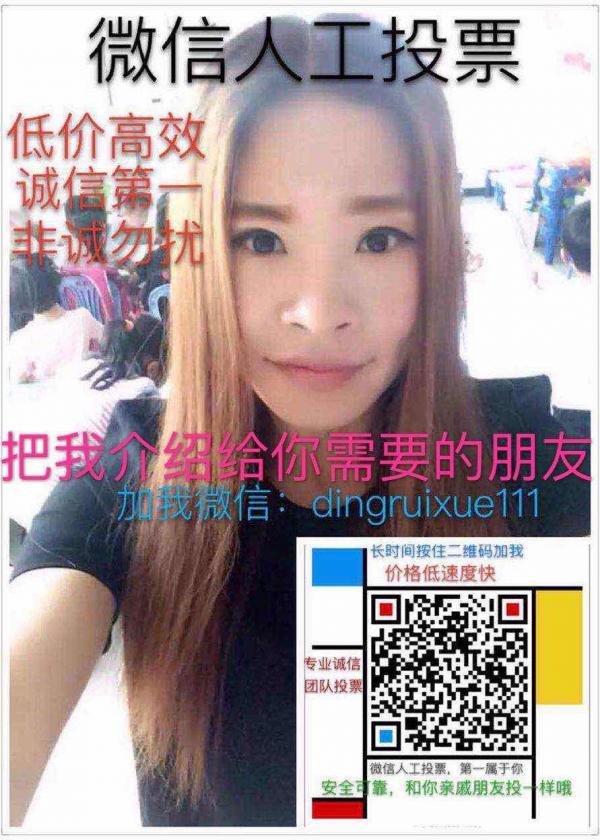 微信人工投票
低价高效
诚信第一
非诚勿扰
把我介绍给你需要的朋友
加我微信：dingruixue111
长时间按住二维码加我
价格低速度快
专业诚信
团队投票
微信人工投票，第一属于你
安全可靠，和你亲戚朋友投一样哦